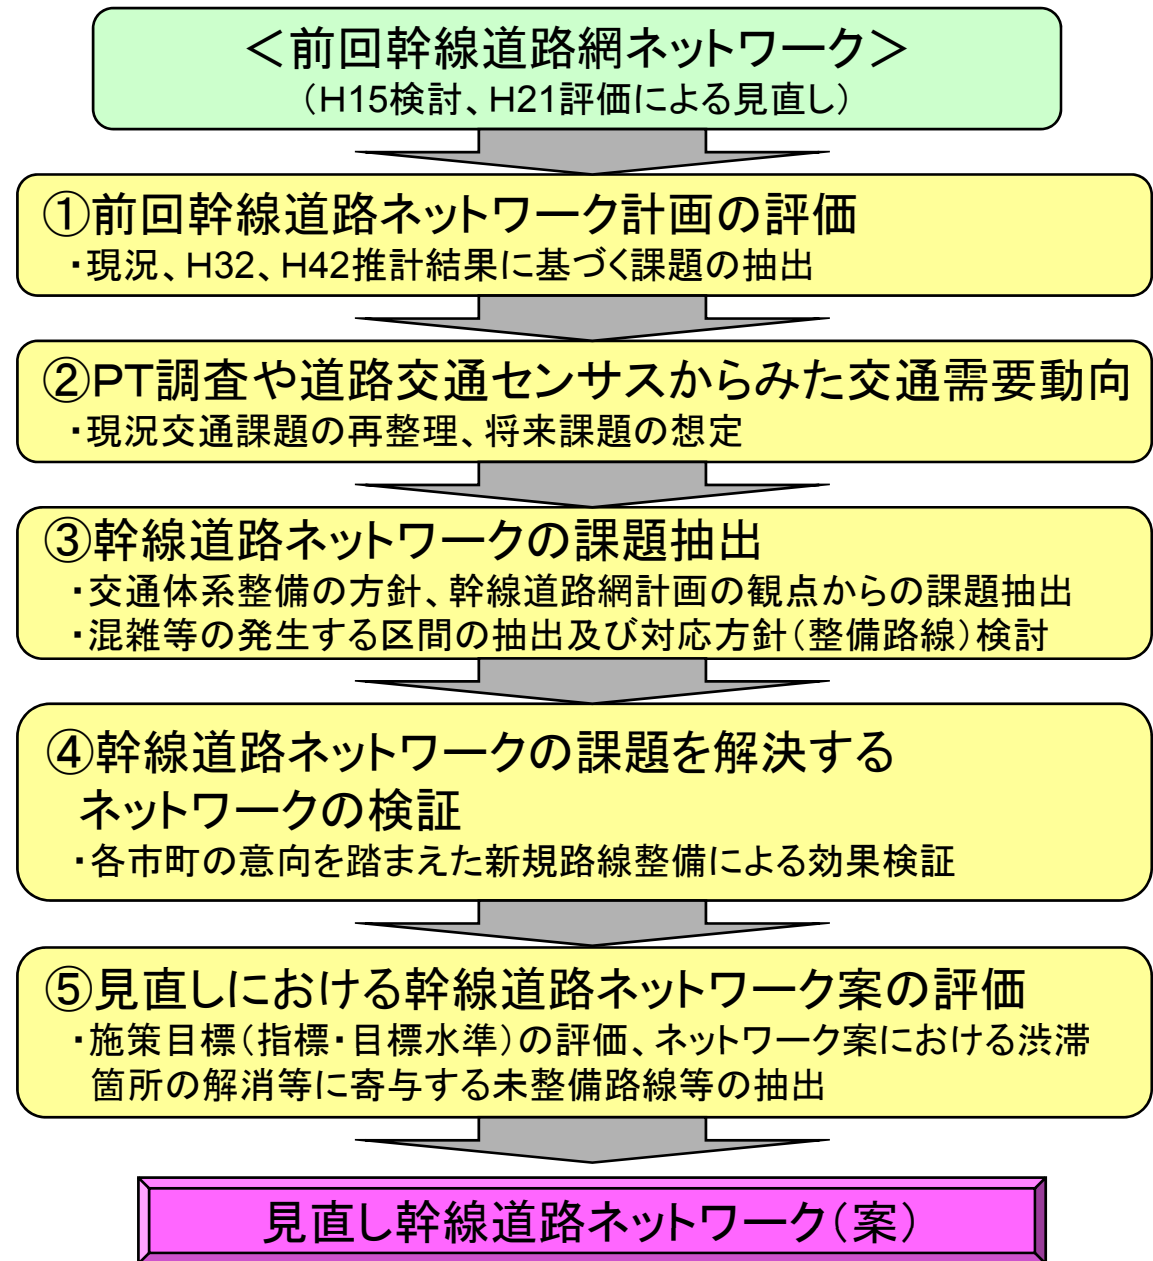 ＜前回幹線道路網ネットワーク＞
（H15検討、H21評価による見直し）
①前回幹線道路ネットワーク計画の評価
・現況、H32、H42推計結果に基づく課題の抽出
②PT調査や道路交通センサスからみた交通需要動向
・現況交通課題の再整理、将来課題の想定
③幹線道路ネットワークの課題抽出
・交通体系整備の方針、幹線道路網計画の観点からの課題抽出
・混雑等の発生する区間の抽出及び対応方針（整備路線）検討
④幹線道路ネットワークの課題を解決する
ネットワークの検証
・各市町の意向を踏まえた新規路線整備による効果検証
⑤見直しにおける幹線道路ネットワーク案の評価
・施策目標（指標・目標水準）の評価、ネットワーク案における渋滞
箇所の解消等に寄与する未整備路線等の抽出
見直し幹線道路ネットワーク（案）